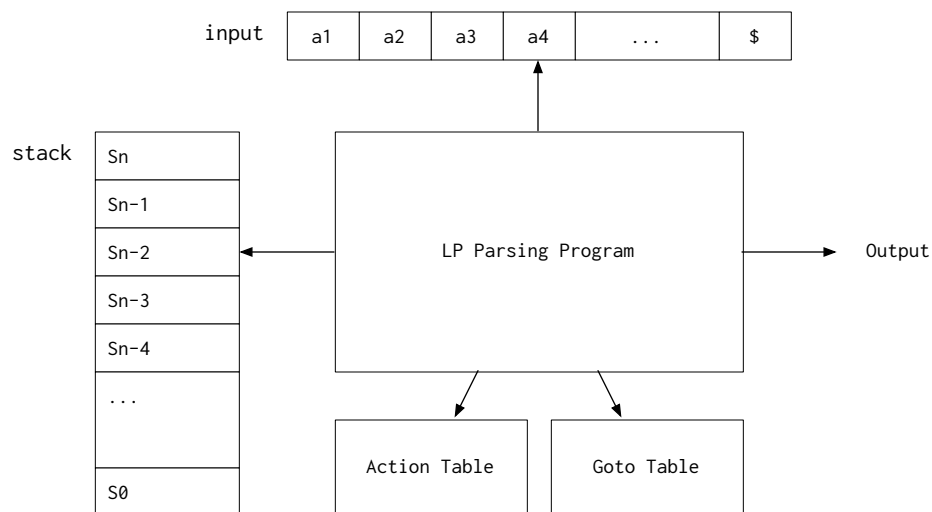 input a1 a2 a3 a4 ... $
stack
Sn
Sn-1
Sn-2
Sn-3
Sn-4
...
S0
LP Parsing Program
Output
Action Table
Goto Table